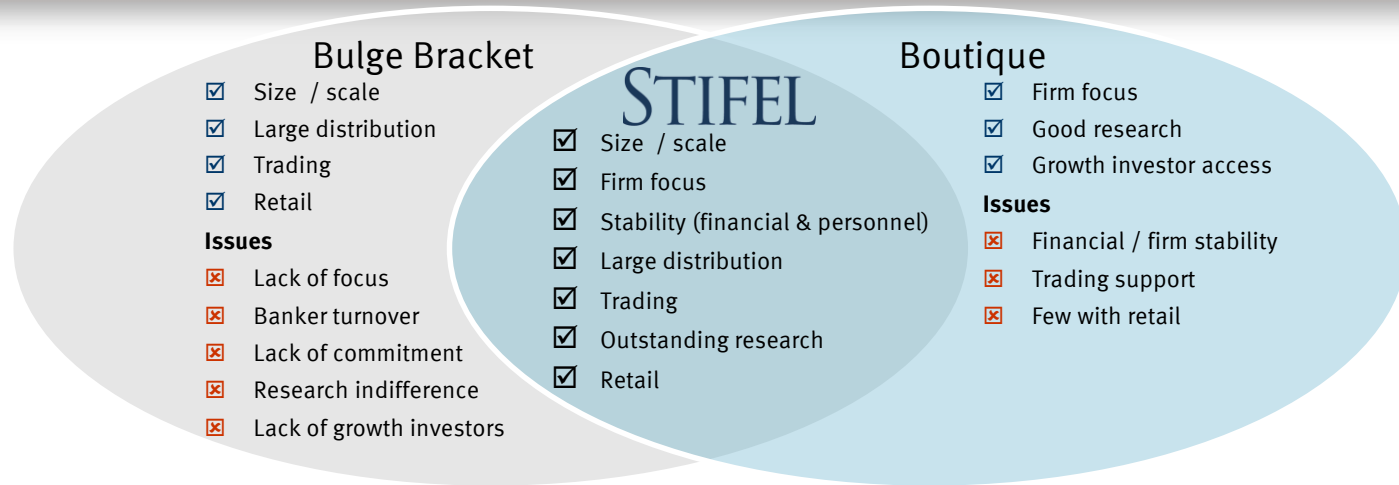 Bulge Bracket
Size / scale
Large distribution
Trading
Retail
Issues
Lack of focus
Banker turnover
Lack of commitment
Research indifference
Lack of growth investors
STIFEL
Size / scale
Firm focus
Stability (financial & personnel)
Large distribution
Trading
Outstanding research
Retail
Boutique
Firm focus
Good research
Growth investor access
Issues
Financial / firm stability
Trading support
Few with retail